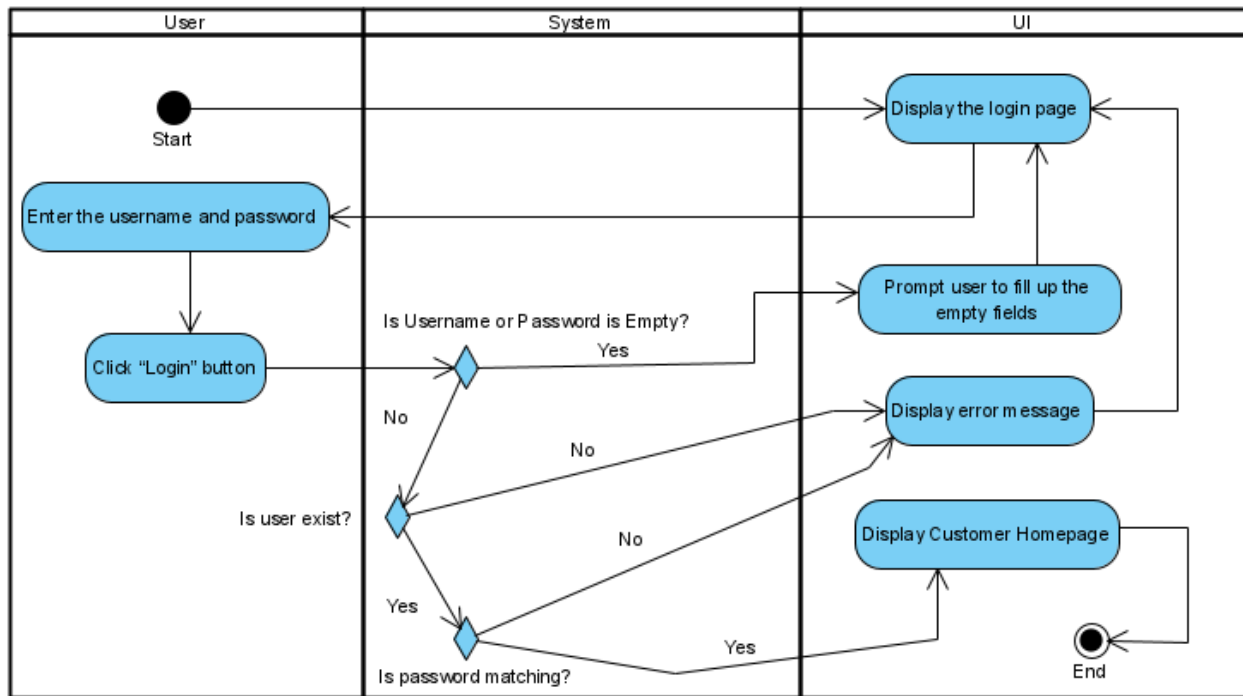 User
System
UI
Start
Display the login page
Enter the username and password
Prompt user to fill up the
empty fields
Is Username or Password is Empty?
Yes
Click “Login” button
No
Display error message
No
Is user exist?
Display Customer Homepage
No
Yes
Yes
Is password matching?
End